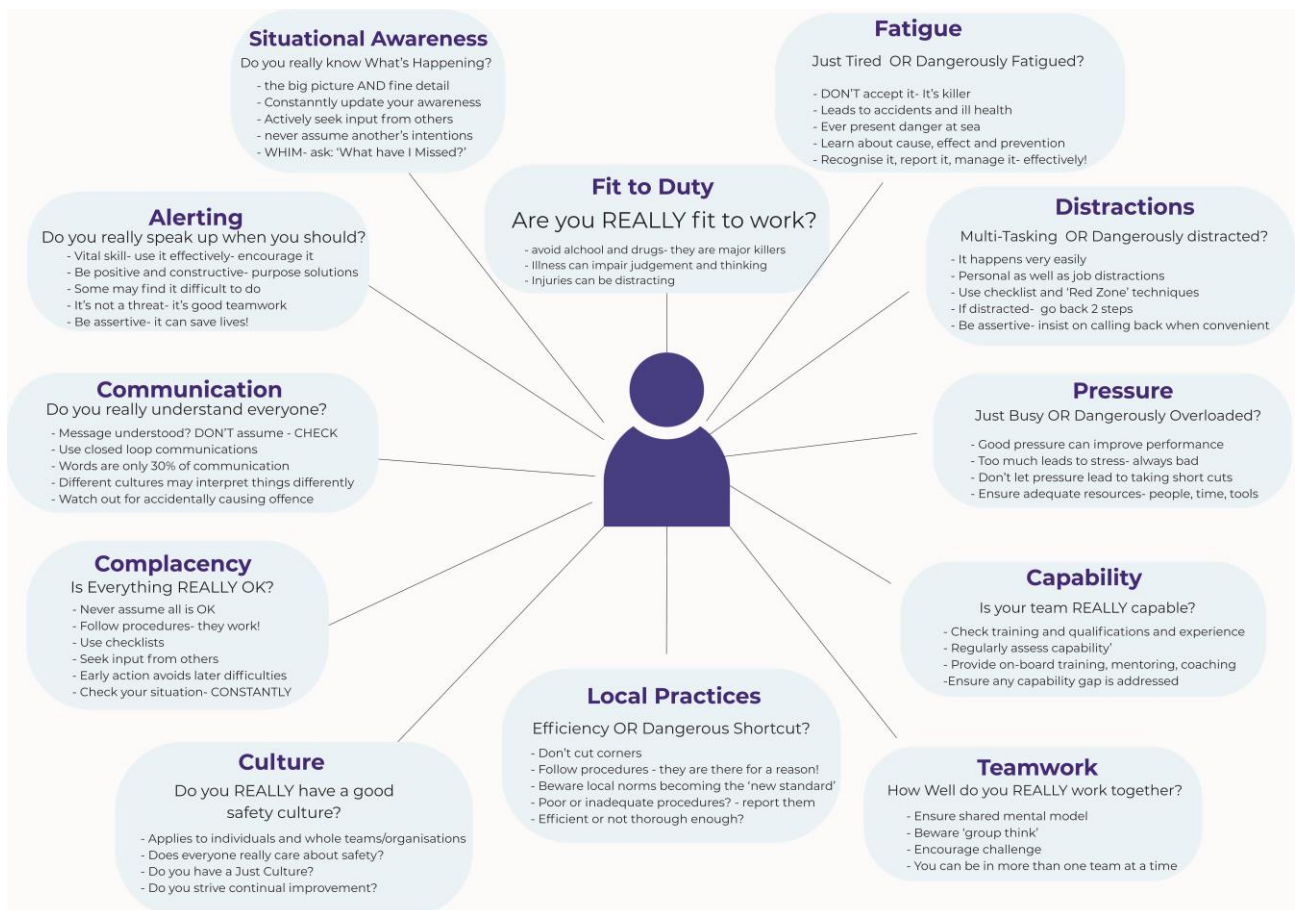 Situational Awareness
Do you really know What's Happening?
- the big picture AND fine detail
- Constanntly update your awareness
- Actively seek input from others
- never assume another's intentions
- WHIM- ask: 'What have I Missed?'
Fatigue
Just Tired OR Dangerously Fatigued?
- DON'T accept it- It's killer
- Leads to accidents and ill health
- Ever present danger at sea
- Learn about cause, effect and prevention
- Recognise it, report it, manage it- effectively!
Fit to Duty
Are you REALLY fit to work?
- avoid alchool and drugs- they are major killers
- Illness can impair judgement and thinking
- Injuries can be distracting
Alerting
Do you really speak up when you should?
- Vital skill- use it effectively- encourage it
- Be positive and constructive- purpose solutions
- Some may find it difficult to do
- It's not a threat- it's good teamwork
- Be assertive- it can save lives!
Distractions
Multi-Tasking OR Dangerously distracted?
- It happens very easily
- Personal as well as job distractions
- Use checklist and 'Red Zone' techniques
- If distracted- go back 2 steps
- Be assertive- insist on calling back when convenient
Communication
Do you really understand everyone?
- Message understood? DON'T assume - CHECK
- Use closed loop communications
- Words are only 30% of communication
- Different cultures may interpret things differently
- Watch out for accidentally causing offence
Pressure
Just Busy OR Dangerously Overloaded?
- Good pressure can improve performance
- Too much leads to stress- always bad
- Don't let pressure lead to taking short cuts
- Ensure adequate resources- people, time, tools
Complacency
Is Everything REALLY OK?
- Never assume all is OK
- Follow procedures- they work!
- Use checklists
- Seek input from others
- Early action avoids later difficulties
- Check your situation- CONSTANTLY
Capability
Is your team REALLY capable?
- Check training and qualifications and experience
- Regularly assess capability'
- Provide on-board training, mentoring, coaching
-Ensure any capability gap is addressed
Local Practices
Efficiency OR Dangerous Shortcut?
- Don't cut corners
- Follow procedures - they are there for a reason!
- Beware local norms becoming the 'new standard'
- Poor or inadequate procedures? - report them
- Efficient or not thorough enough?
Culture
Do you REALLY have a good
safety culture?
- Applies to individuals and whole teams/organisations
- Does everyone really care about safety?
- Do you have a Just Culture?
- Do you strive continual improvement?
Teamwork
How Well do you REALLY work together?
- Ensure shared mental model
- Beware 'group think'
- Encourage challenge
- You can be in more than one team at a time